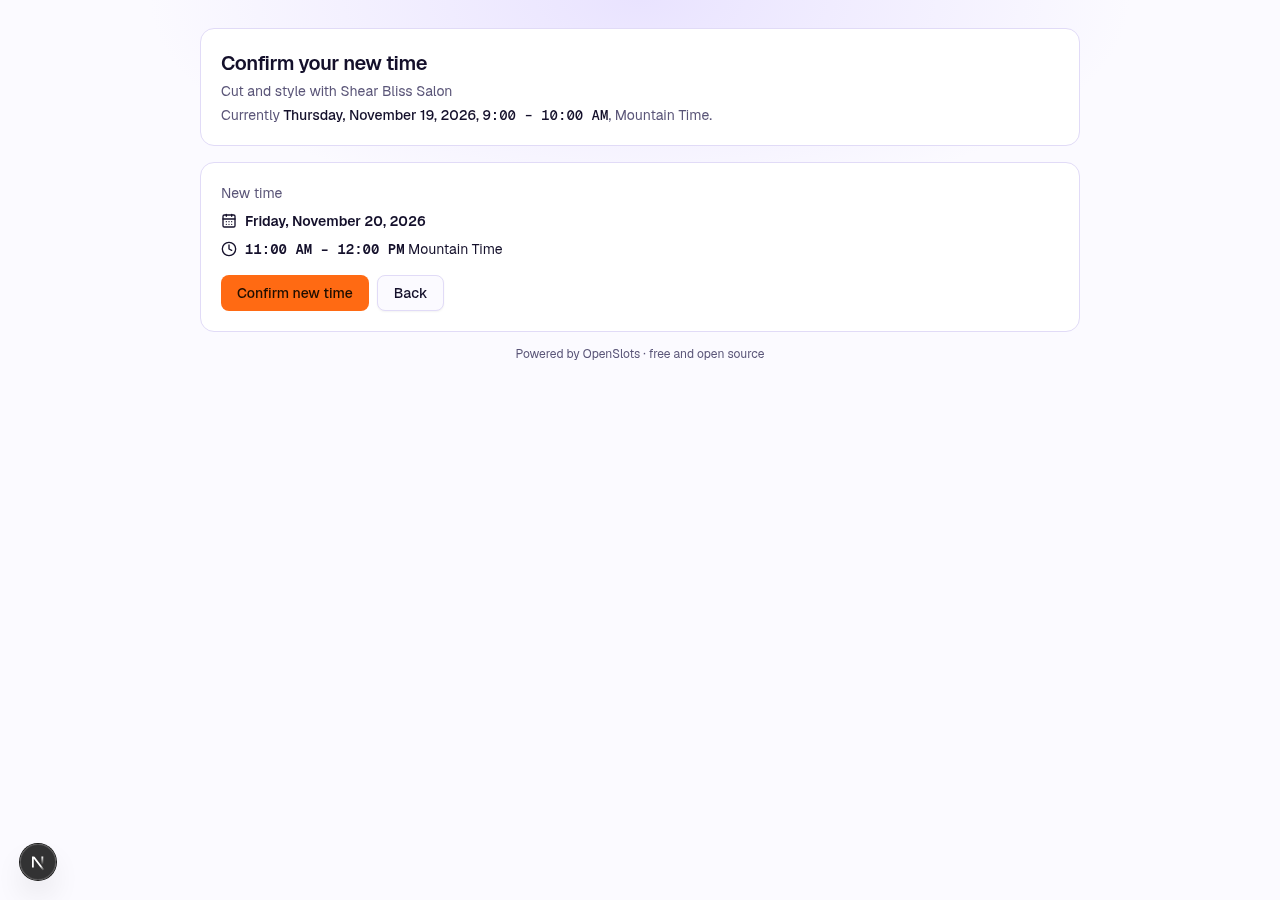 Confirm your new time
Cut and style with Shear Bliss Salon
Currently Thursday, November 19, 2026, 9:00 – 10:00 AM, Mountain Time.
New time
Friday, November 20, 2026
11:00 AM – 12:00 PM Mountain Time
Confirm new time
Back
Powered by OpenSlots · free and open source
N